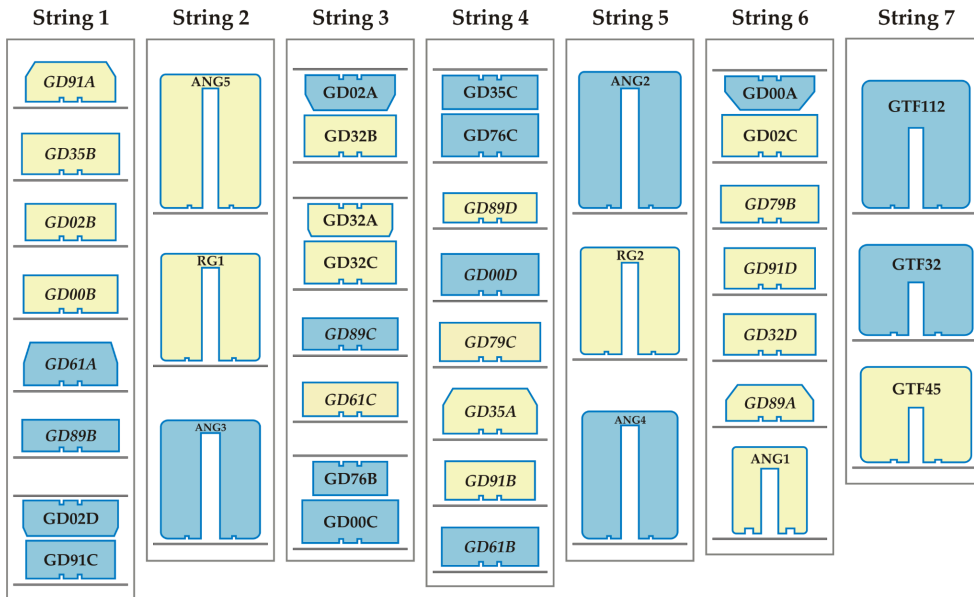 String 1
GD91A
GD35B
GD02B
GD00B
GD61A
GD89B
GD02D
GD91C
String 2
ANG5
RG1
ANG3
String 3
GD02A
GD32B
GD32A
GD32C
GD89C
GD61C
GD76B
GD00C
String 4
GD35C
GD76C
GD89D
GD00D
GD79C
GD35A
GD91B
GD61B
String 5
ANG2
RG2
ANG4
String 6
GD00A
GD02C
GD79B
GD91D
GD32D
GD89A
ANG1
String 7
GTF112
GTF32
GTF45